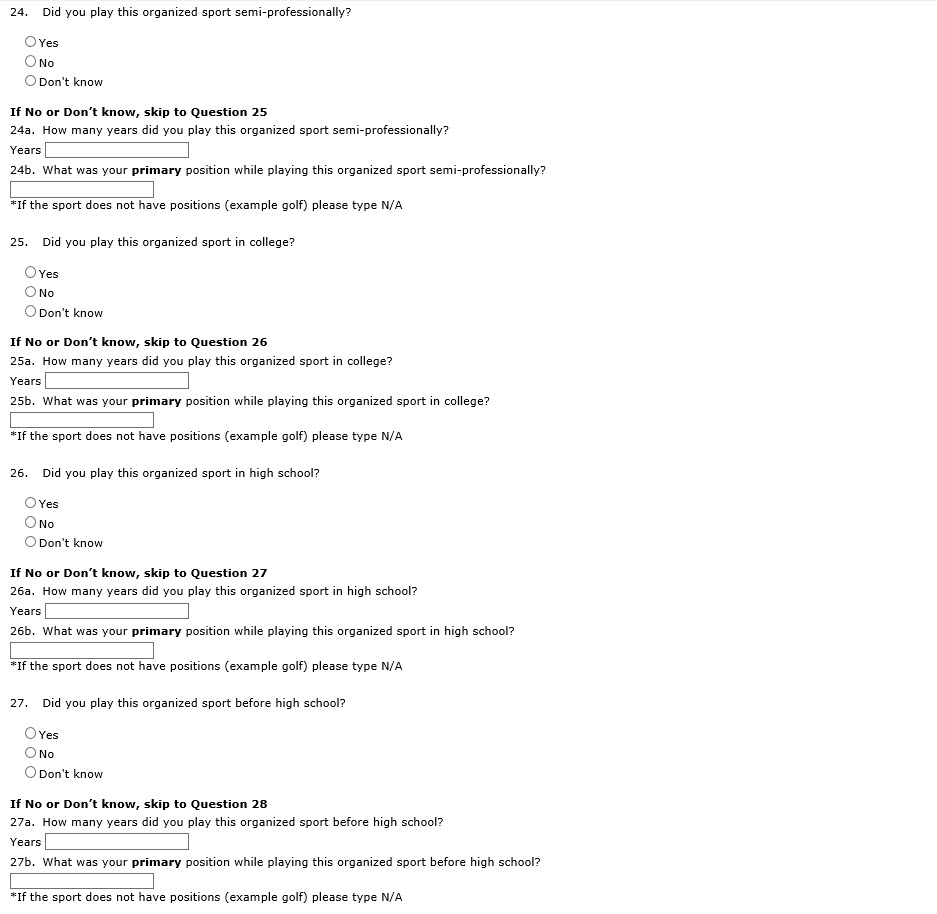 24. Did you play this organized sport semi-professionally?
Yes
No
Don't know
If No or Don’t know, skip to Question 25
24a. How many years did you play this organized sport semi-professionally?
Years
24b. What was your primary position while playing this organized sport semi-professionally?
*If the sport does not have positions (example golf) please type N/A
25. Did you play this organized sport in college?
Yes
No
Don't know
If No or Don’t know, skip to Question 26
25a. How many years did you play this organized sport in college?
Years
25b. What was your primary position while playing this organized sport in college?
*If the sport does not have positions (example golf) please type N/A
26. Did you play this organized sport in high school?
Yes
No
Don't know
If No or Don’t know, skip to Question 27
26a. How many years did you play this organized sport in high school?
Years
26b. What was your primary position while playing this organized sport in high school?
*If the sport does not have positions (example golf) please type N/A
27. Did you play this organized sport before high school?
Yes
No
Don't know
If No or Don’t know, skip to Question 28
27a. How many years did you play this organized sport before high school?
Years
27b. What was your primary position while playing this organized sport before high school?
*If the sport does not have positions (example golf) please type N/A